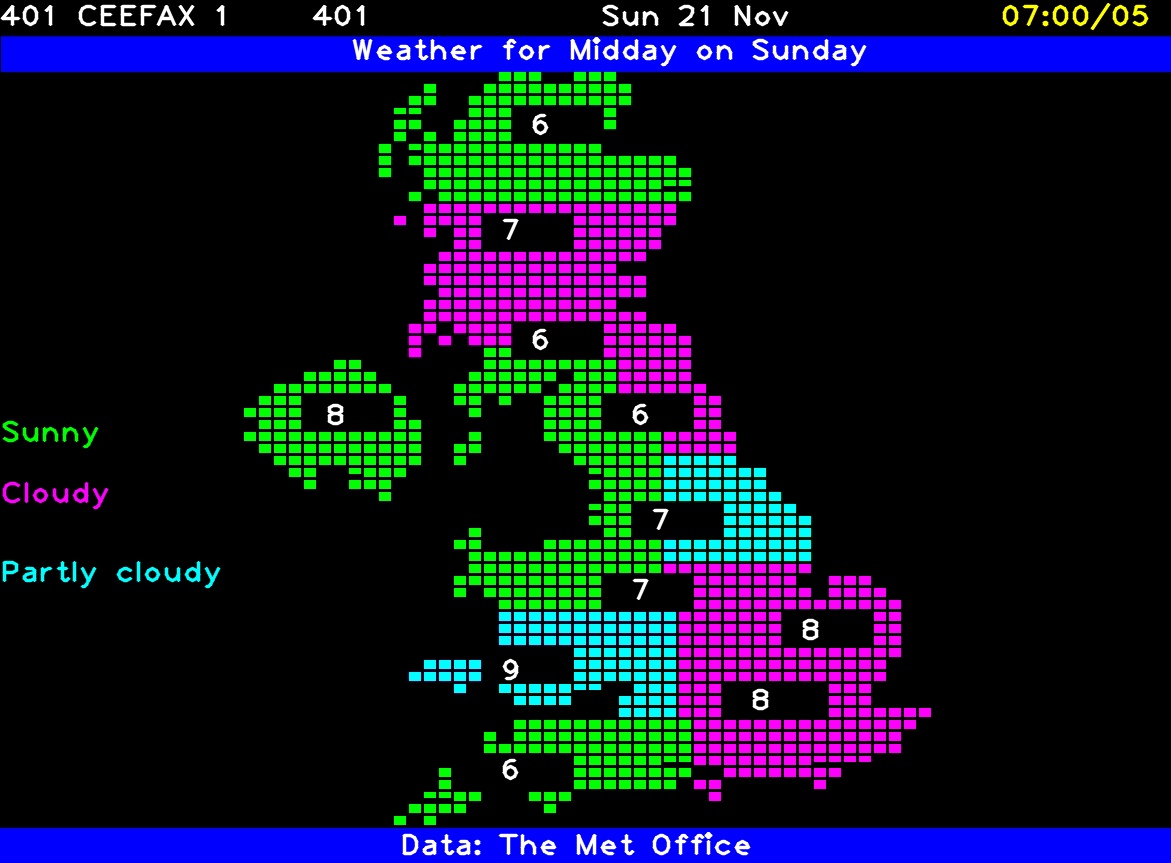 401 CEEFAX 1 401 Sun 21 Nov 07:00/05
Weather for Midday on Sunday
6
7
6
8
6
Sunny
Cloudy
7
Partly cloudy
7
8
9
8
6
Data: The Met Office